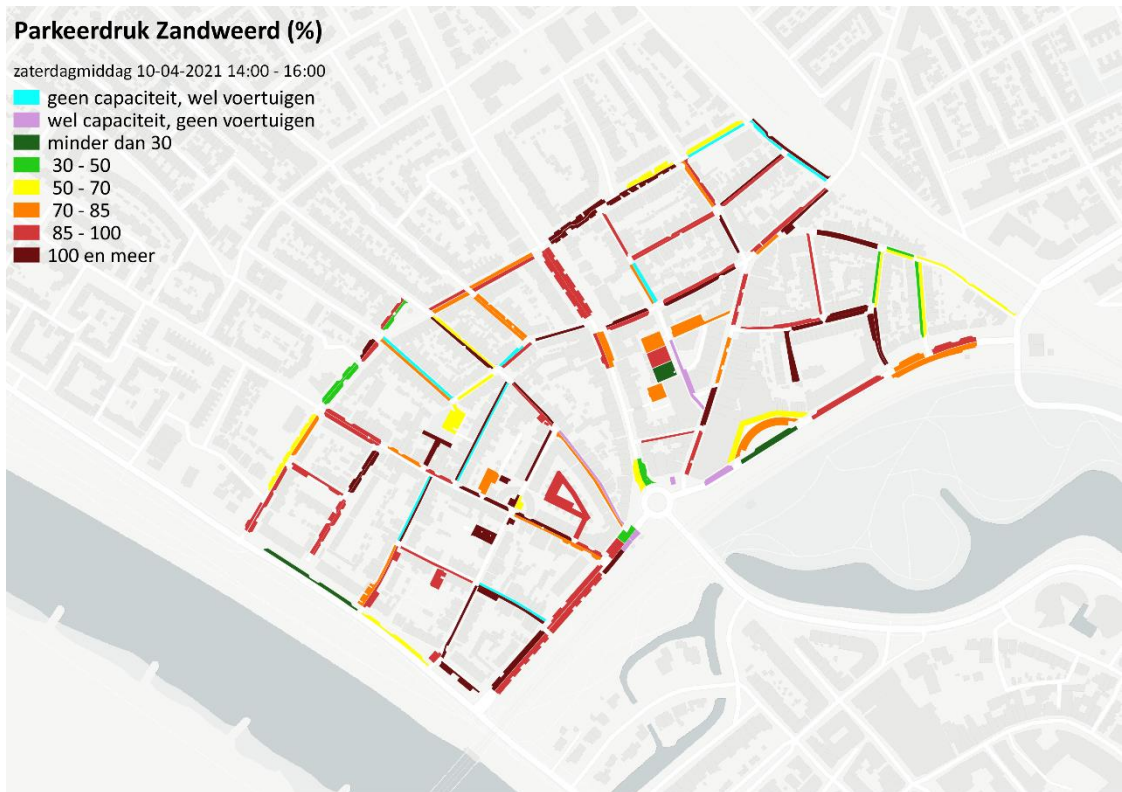 Parkeerdruk Zandweerd (%)
zaterdagmiddag 10-04-2021 14:00 - 16:00
geen capaciteit, wel voertuigen
wel capaciteit, geen voertuigen
minder dan 30
30 - 50
50 - 70
70 - 85
85 - 100
100 en meer